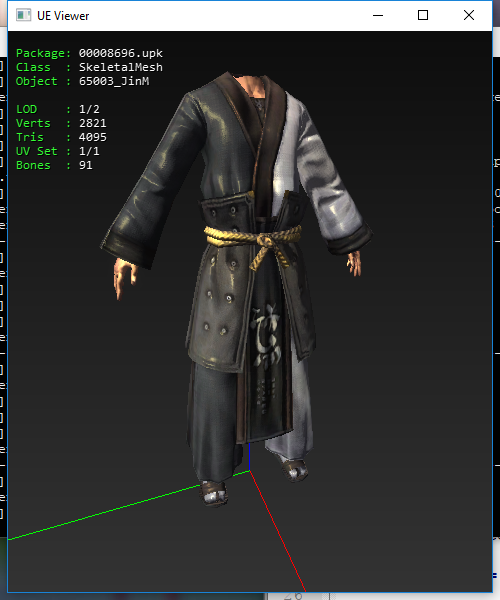 UE Viewer
Package: 00008696.upk
Class : SkeletalMesh
Object : 65003_JinM
LOD : 1/2
Verts : 2821
Tris : 4095
UV Set : 1/1
Bones : 91